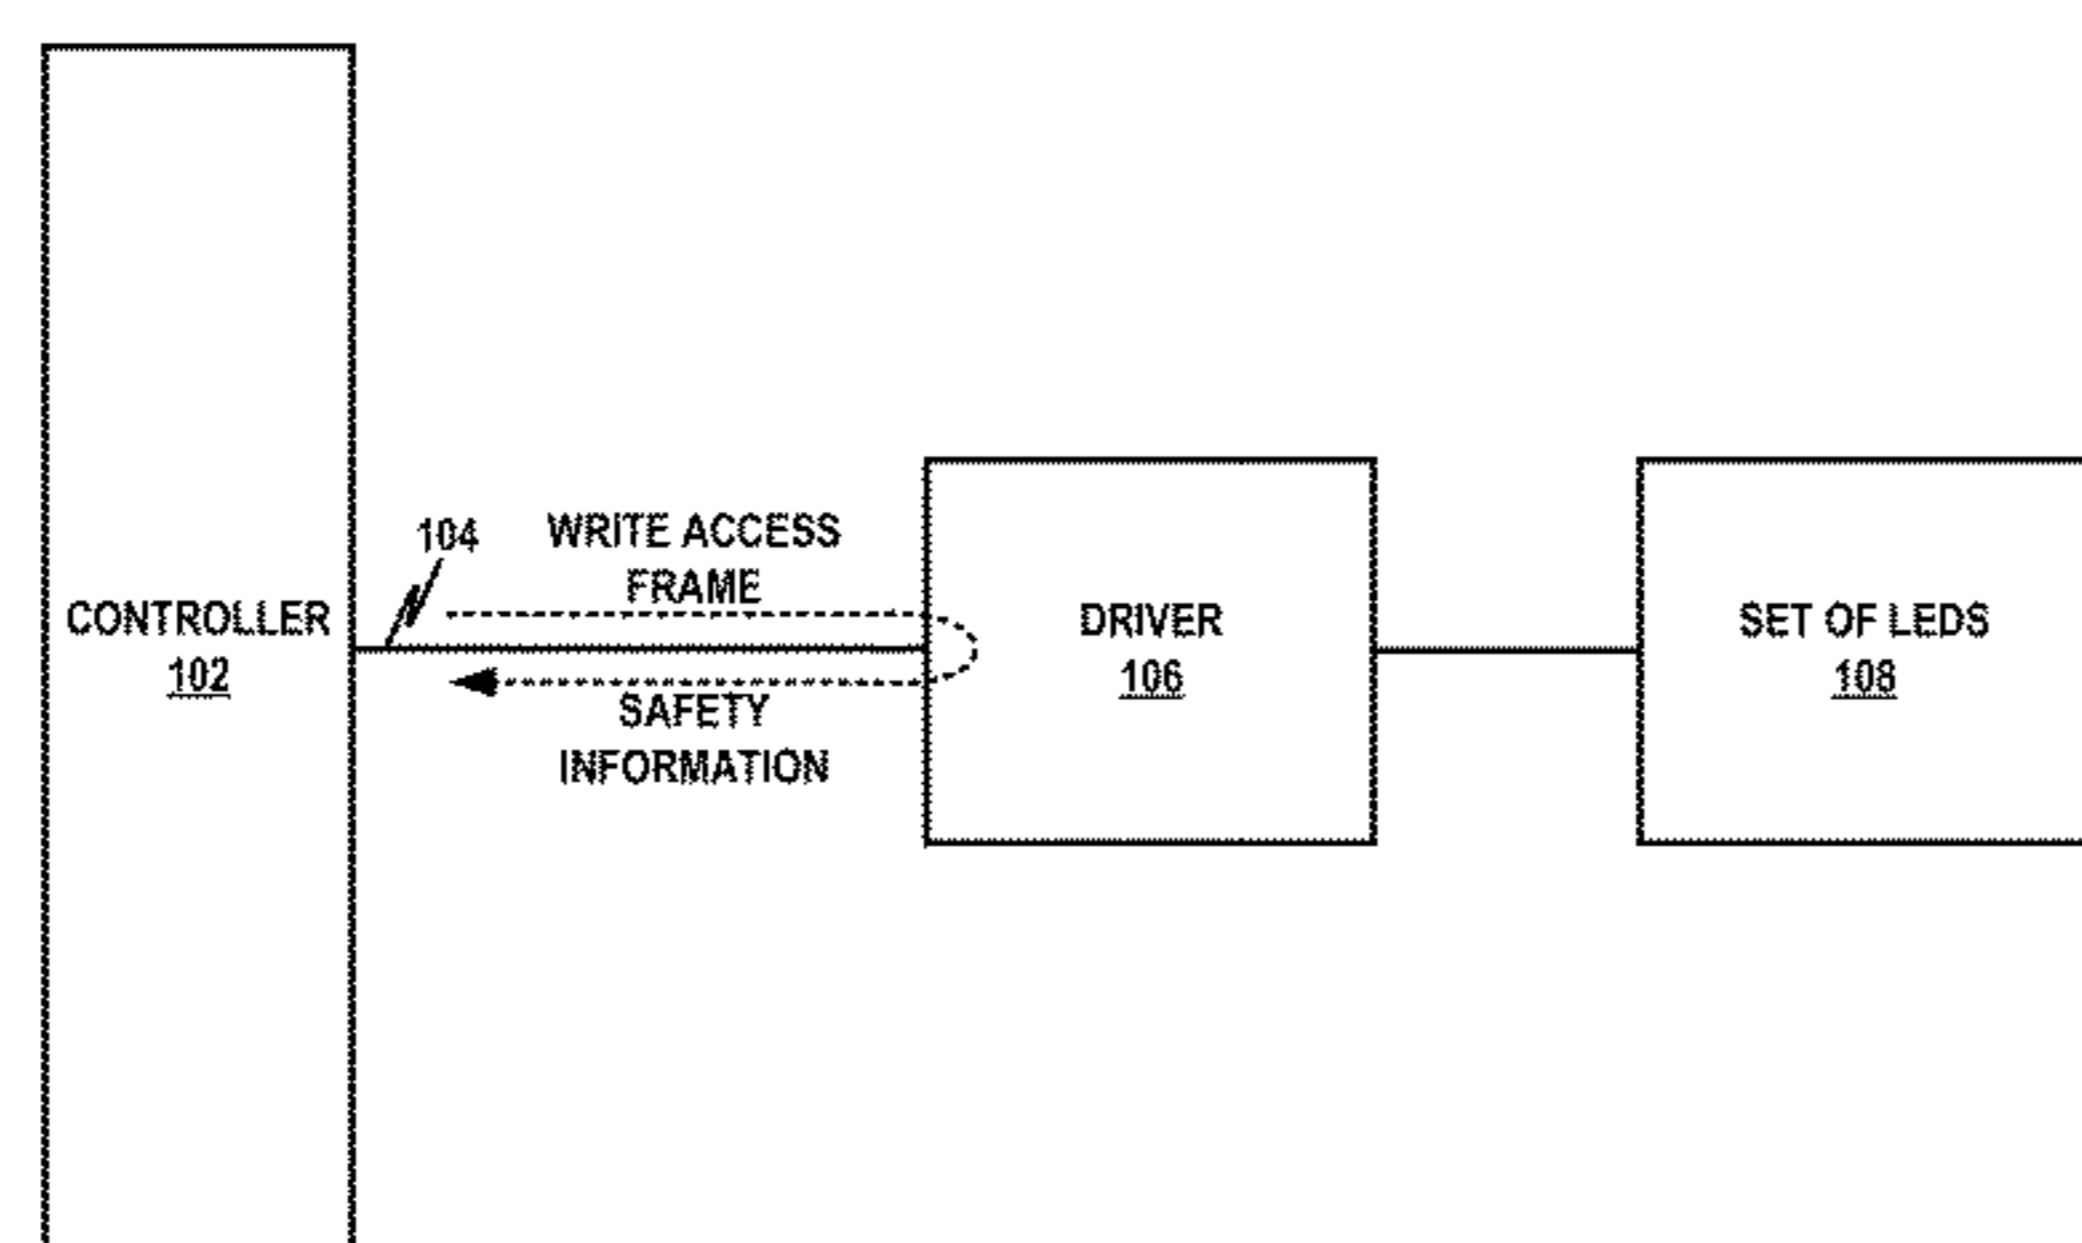 104
WRITE ACCESS
FRAME
CONTROLLER
102
DRIVER
106
SET OF LEDS
108
SAFETY
INFORMATION